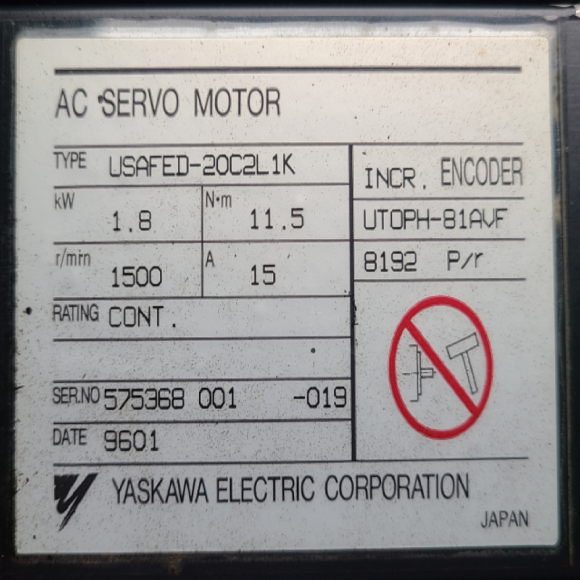 AC SERVO MOTOR
TYPE USAFED-20C2L1K
INCR. ENCODER
kW 1.8 N·m 11.5
UTOPH-81AVF
r/min 1500 A 15
8192 P/r
RATING CONT.
SER.NO 575368 001 -019
DATE 9601
YASKAWA ELECTRIC CORPORATION
JAPAN